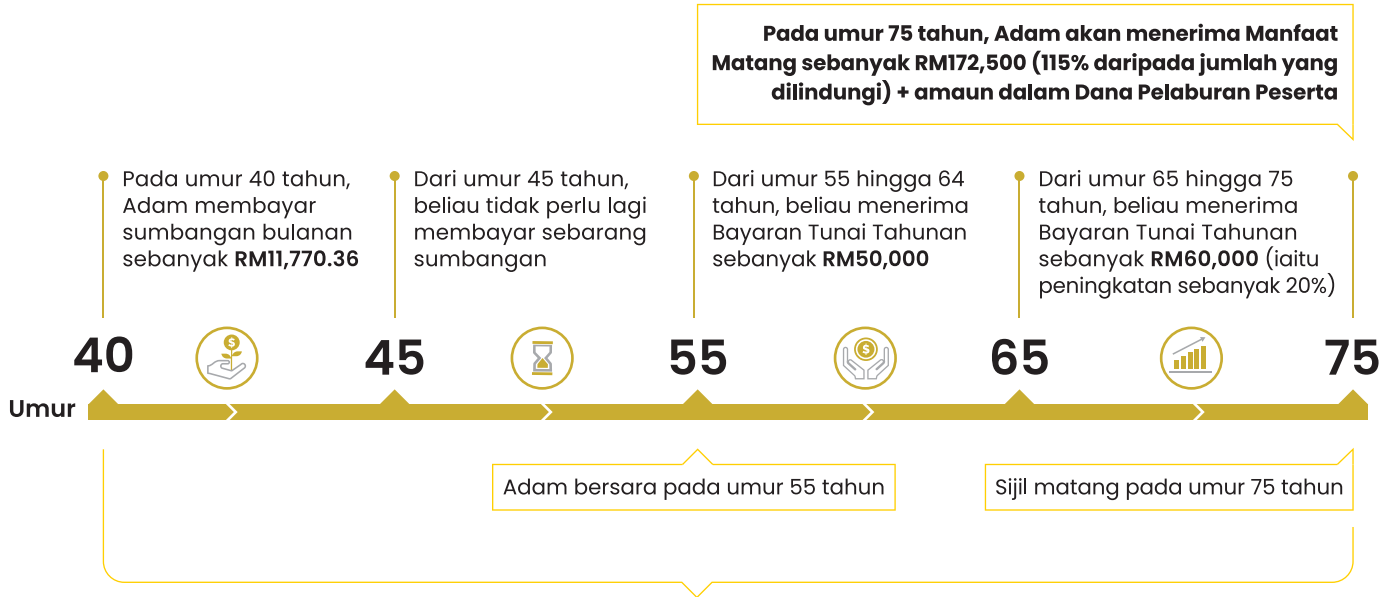 Pada umur 75 tahun, Adam akan menerima Manfaat
Matang sebanyak RM172,500 (115% daripada jumlah yang
dilindungi) + amaun dalam Dana Pelaburan Peserta
Pada umur 40 tahun,
Adam membayar
sumbangan bulanan
sebanyak RM11,770.36
Dari umur 45 tahun,
beliau tidak perlu lagi
membayar sebarang
sumbangan
Dari umur 55 hingga 64
tahun, beliau menerima
Bayaran Tunai Tahunan
sebanyak RM50,000
Dari umur 65 hingga 75
tahun, beliau menerima
Bayaran Tunai Tahunan
sebanyak RM60,000 (iaitu
peningkatan sebanyak 20%)
40
$
45
55
$
65
75
Umur
Adam bersara pada umur 55 tahun
Sijil matang pada umur 75 tahun